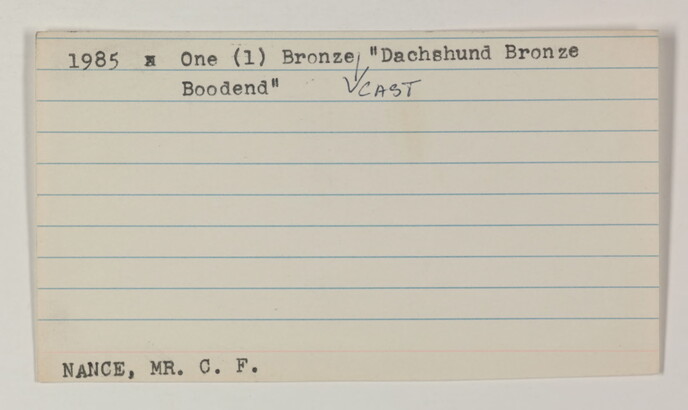 1985 x One (1) Bronze, "Dachshund Bronze
Boodend" CAST
NANCE, MR. C. F.